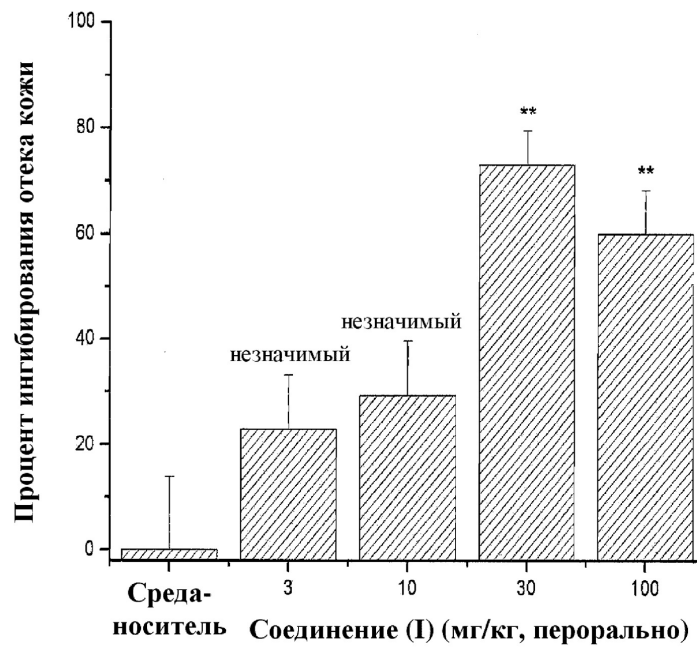 Процент ингибирования отека кожи
100
80
60
40
20
0
незначимый
незначимый
**
**
Среда-
носитель
3
10
30
100
Соединение (I) (мг/кг, перорально)